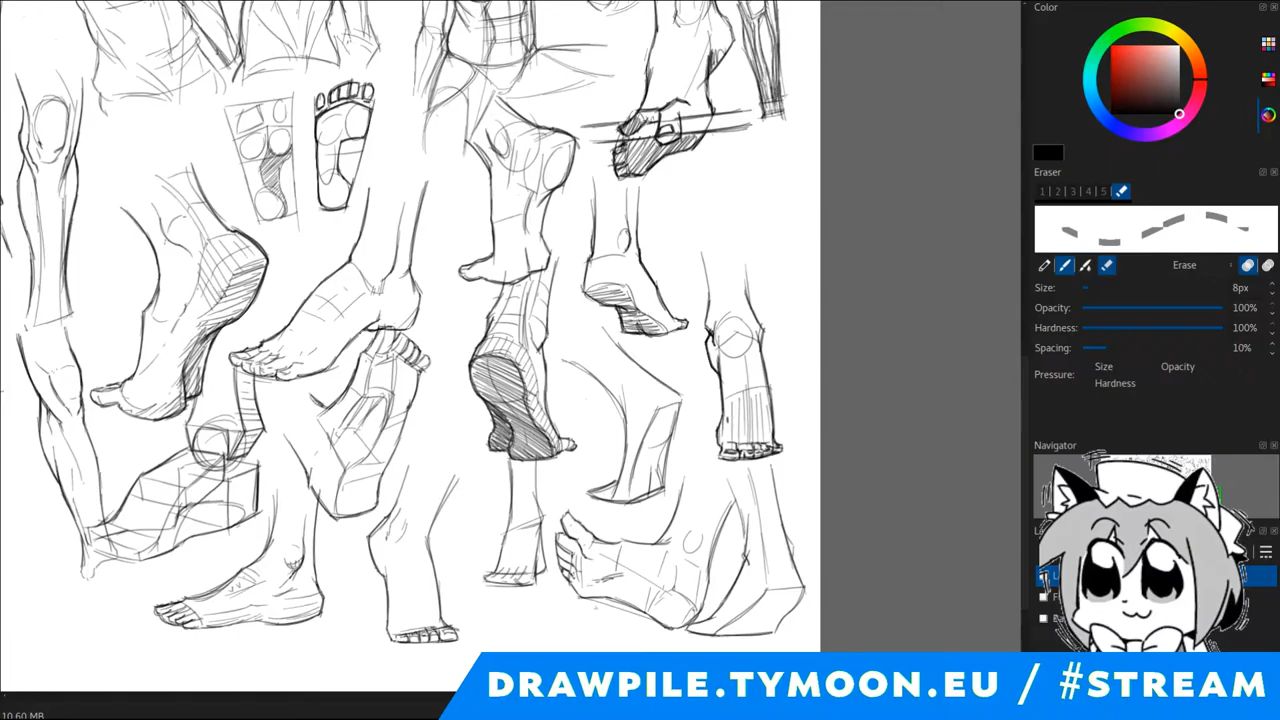 Color
Eraser
1 | 2 | 3 | 4 | 5 |
Erase
Size: 8px
Opacity: 100%
Hardness: 100%
Spacing: 10%
Pressure: Size Opacity
Hardness
Navigator
DRAWPILE.TYMOON.EU / #STREAM
10.60 MB